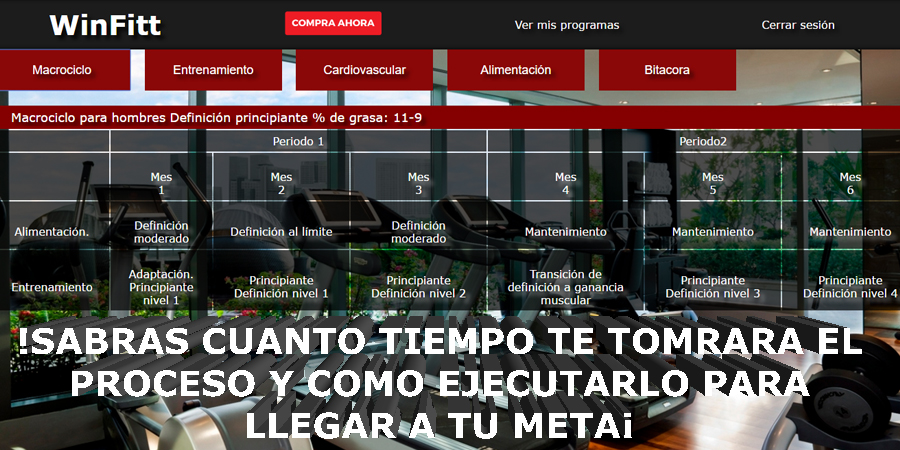 WinFitt
COMPRA AHORA
Ver mis programas
Cerrar sesión
Macrociclo
Entrenamiento
Cardiovascular
Alimentación
Bitacora
Macrociclo para hombres Definición principiante % de grasa: 11-9
Periodo 1
Periodo2
Mes
1
Mes
2
Mes
3
Mes
4
Mes
5
Mes
6
Alimentación.
Definición
moderado
Definición al límite
Definición
moderado
Mantenimiento
Mantenimiento
Mantenimiento
Entrenamiento
Adaptación.
Principiante
nivel 1
Principiante
Definición nivel 1
Principiante
Definición nivel 2
Transición de
definición a ganancia
muscular
Principiante
Definición nivel 3
Principiante
Definición nivel 4
!SABRAS CUANTO TIEMPO TE TOMRARA EL
PROCESO Y COMO EJECUTARLO PARA
LLEGAR A TU META¡